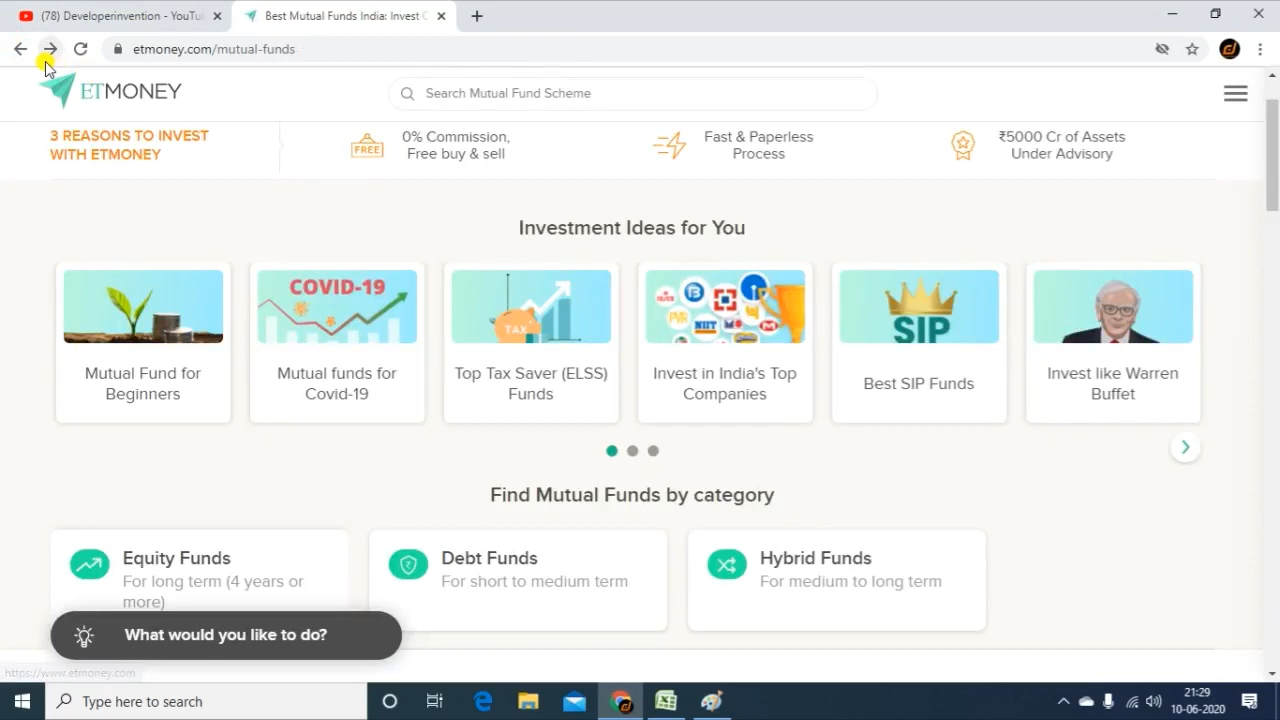 (78) Developerinvention - YouTu
Best Mutual Funds India: Invest C
etmoney.com/mutual-funds
ETMONEY
Search Mutual Fund Scheme
3 REASONS TO INVEST
WITH ETMONEY
FREE
0% Commission,
Free buy & sell
Fast & Paperless
Process
₹5000 Cr of Assets
Under Advisory
Investment Ideas for You
COVID-19
TAX
PVR
NIIT
SIP
Mutual Fund for
Beginners
Mutual funds for
Covid-19
Top Tax Saver (ELSS)
Funds
Invest in India's Top
Companies
Best SIP Funds
Invest like Warren
Buffet
Find Mutual Funds by category
Equity Funds
For long term (4 years or
more)
Debt Funds
For short to medium term
Hybrid Funds
For medium to long term
What would you like to do?
https://www.etmoney.com
Type here to search
21:29
10-06-2020